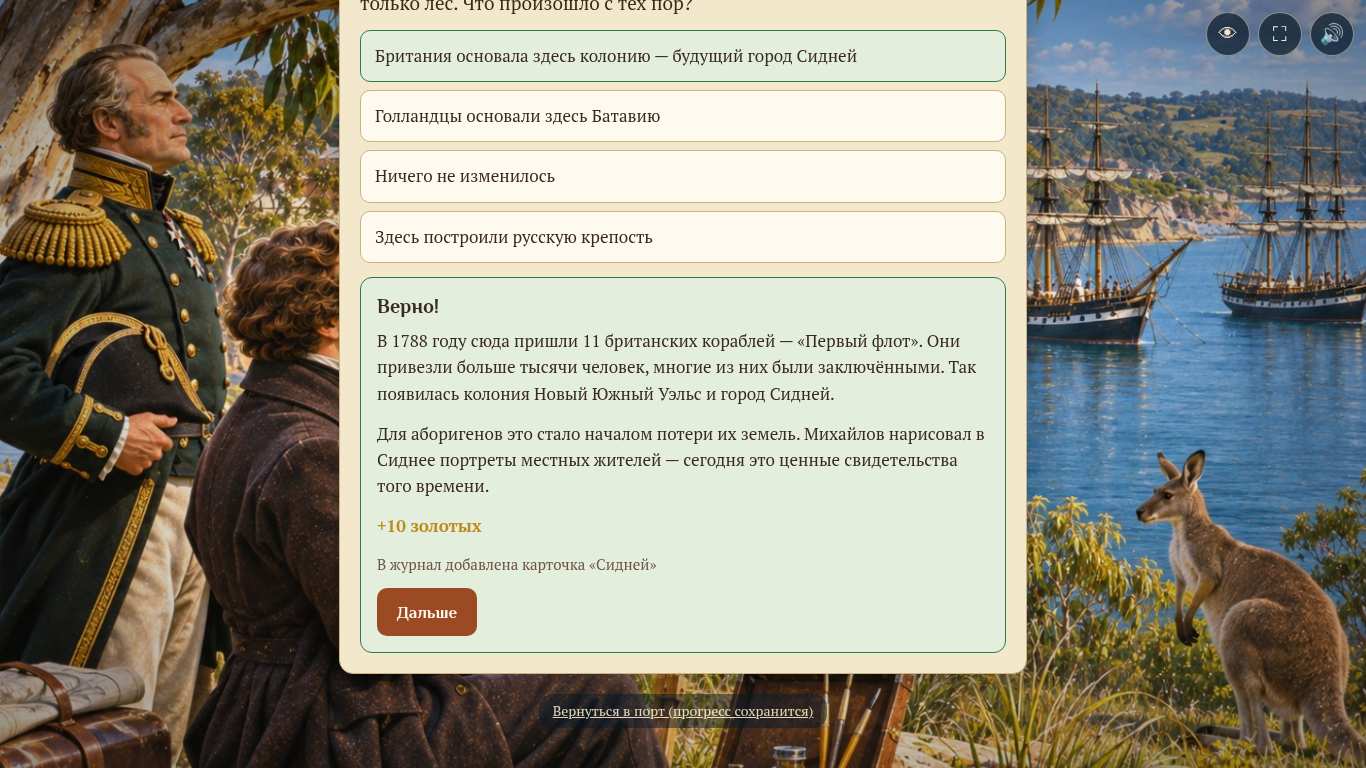 только лес. Что произошло с тех пор?
Британия основала здесь колонию — будущий город Сидней
Голландцы основали здесь Батавию
Ничего не изменилось
Здесь построили русскую крепость
Верно!
В 1788 году сюда пришли 11 британских кораблей — «Первый флот». Они
привезли больше тысячи человек, многие из них были заключёнными. Так
появилась колония Новый Южный Уэльс и город Сидней.
Для аборигенов это стало началом потери их земель. Михайлов нарисовал в
Сиднее портреты местных жителей — сегодня это ценные свидетельства
того времени.
+10 золотых
В журнал добавлена карточка «Сидней»
Дальше
Вернуться в порт (прогресс сохранится)